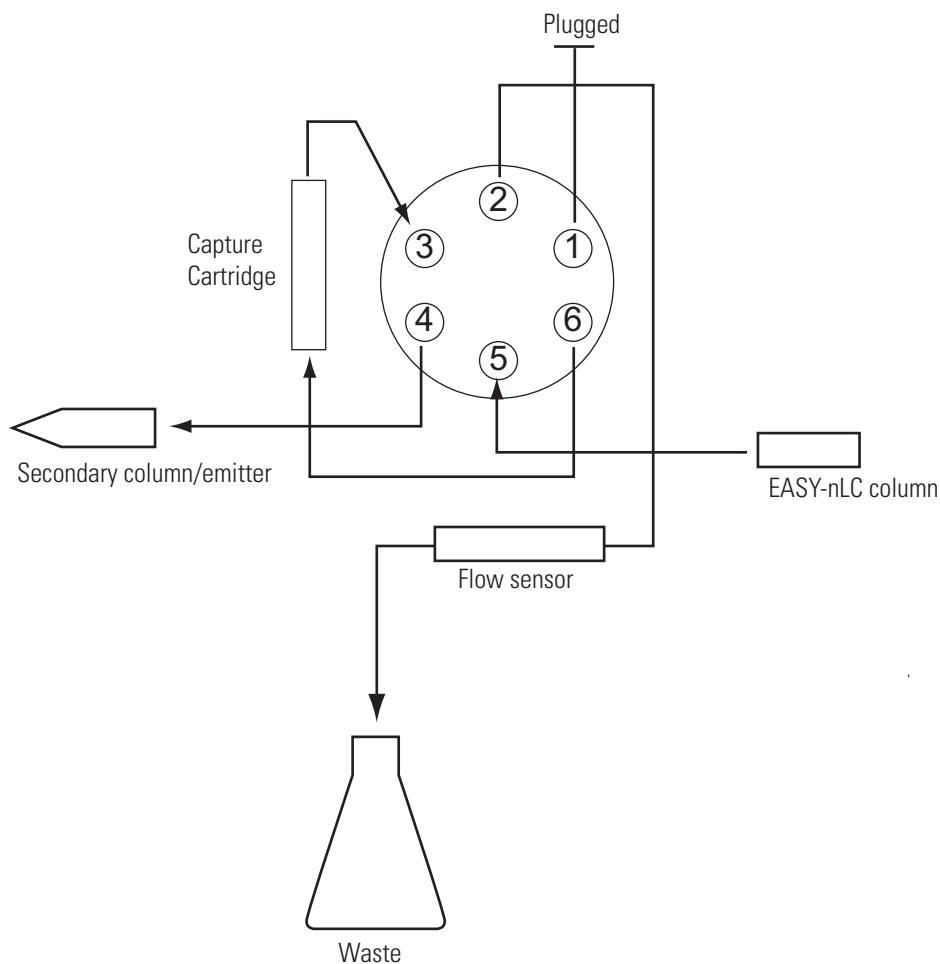 Plugged
2
3
1
Capture
Cartridge
4
6
5
Secondary column/emitter
EASY-nLC column
Flow sensor
Waste